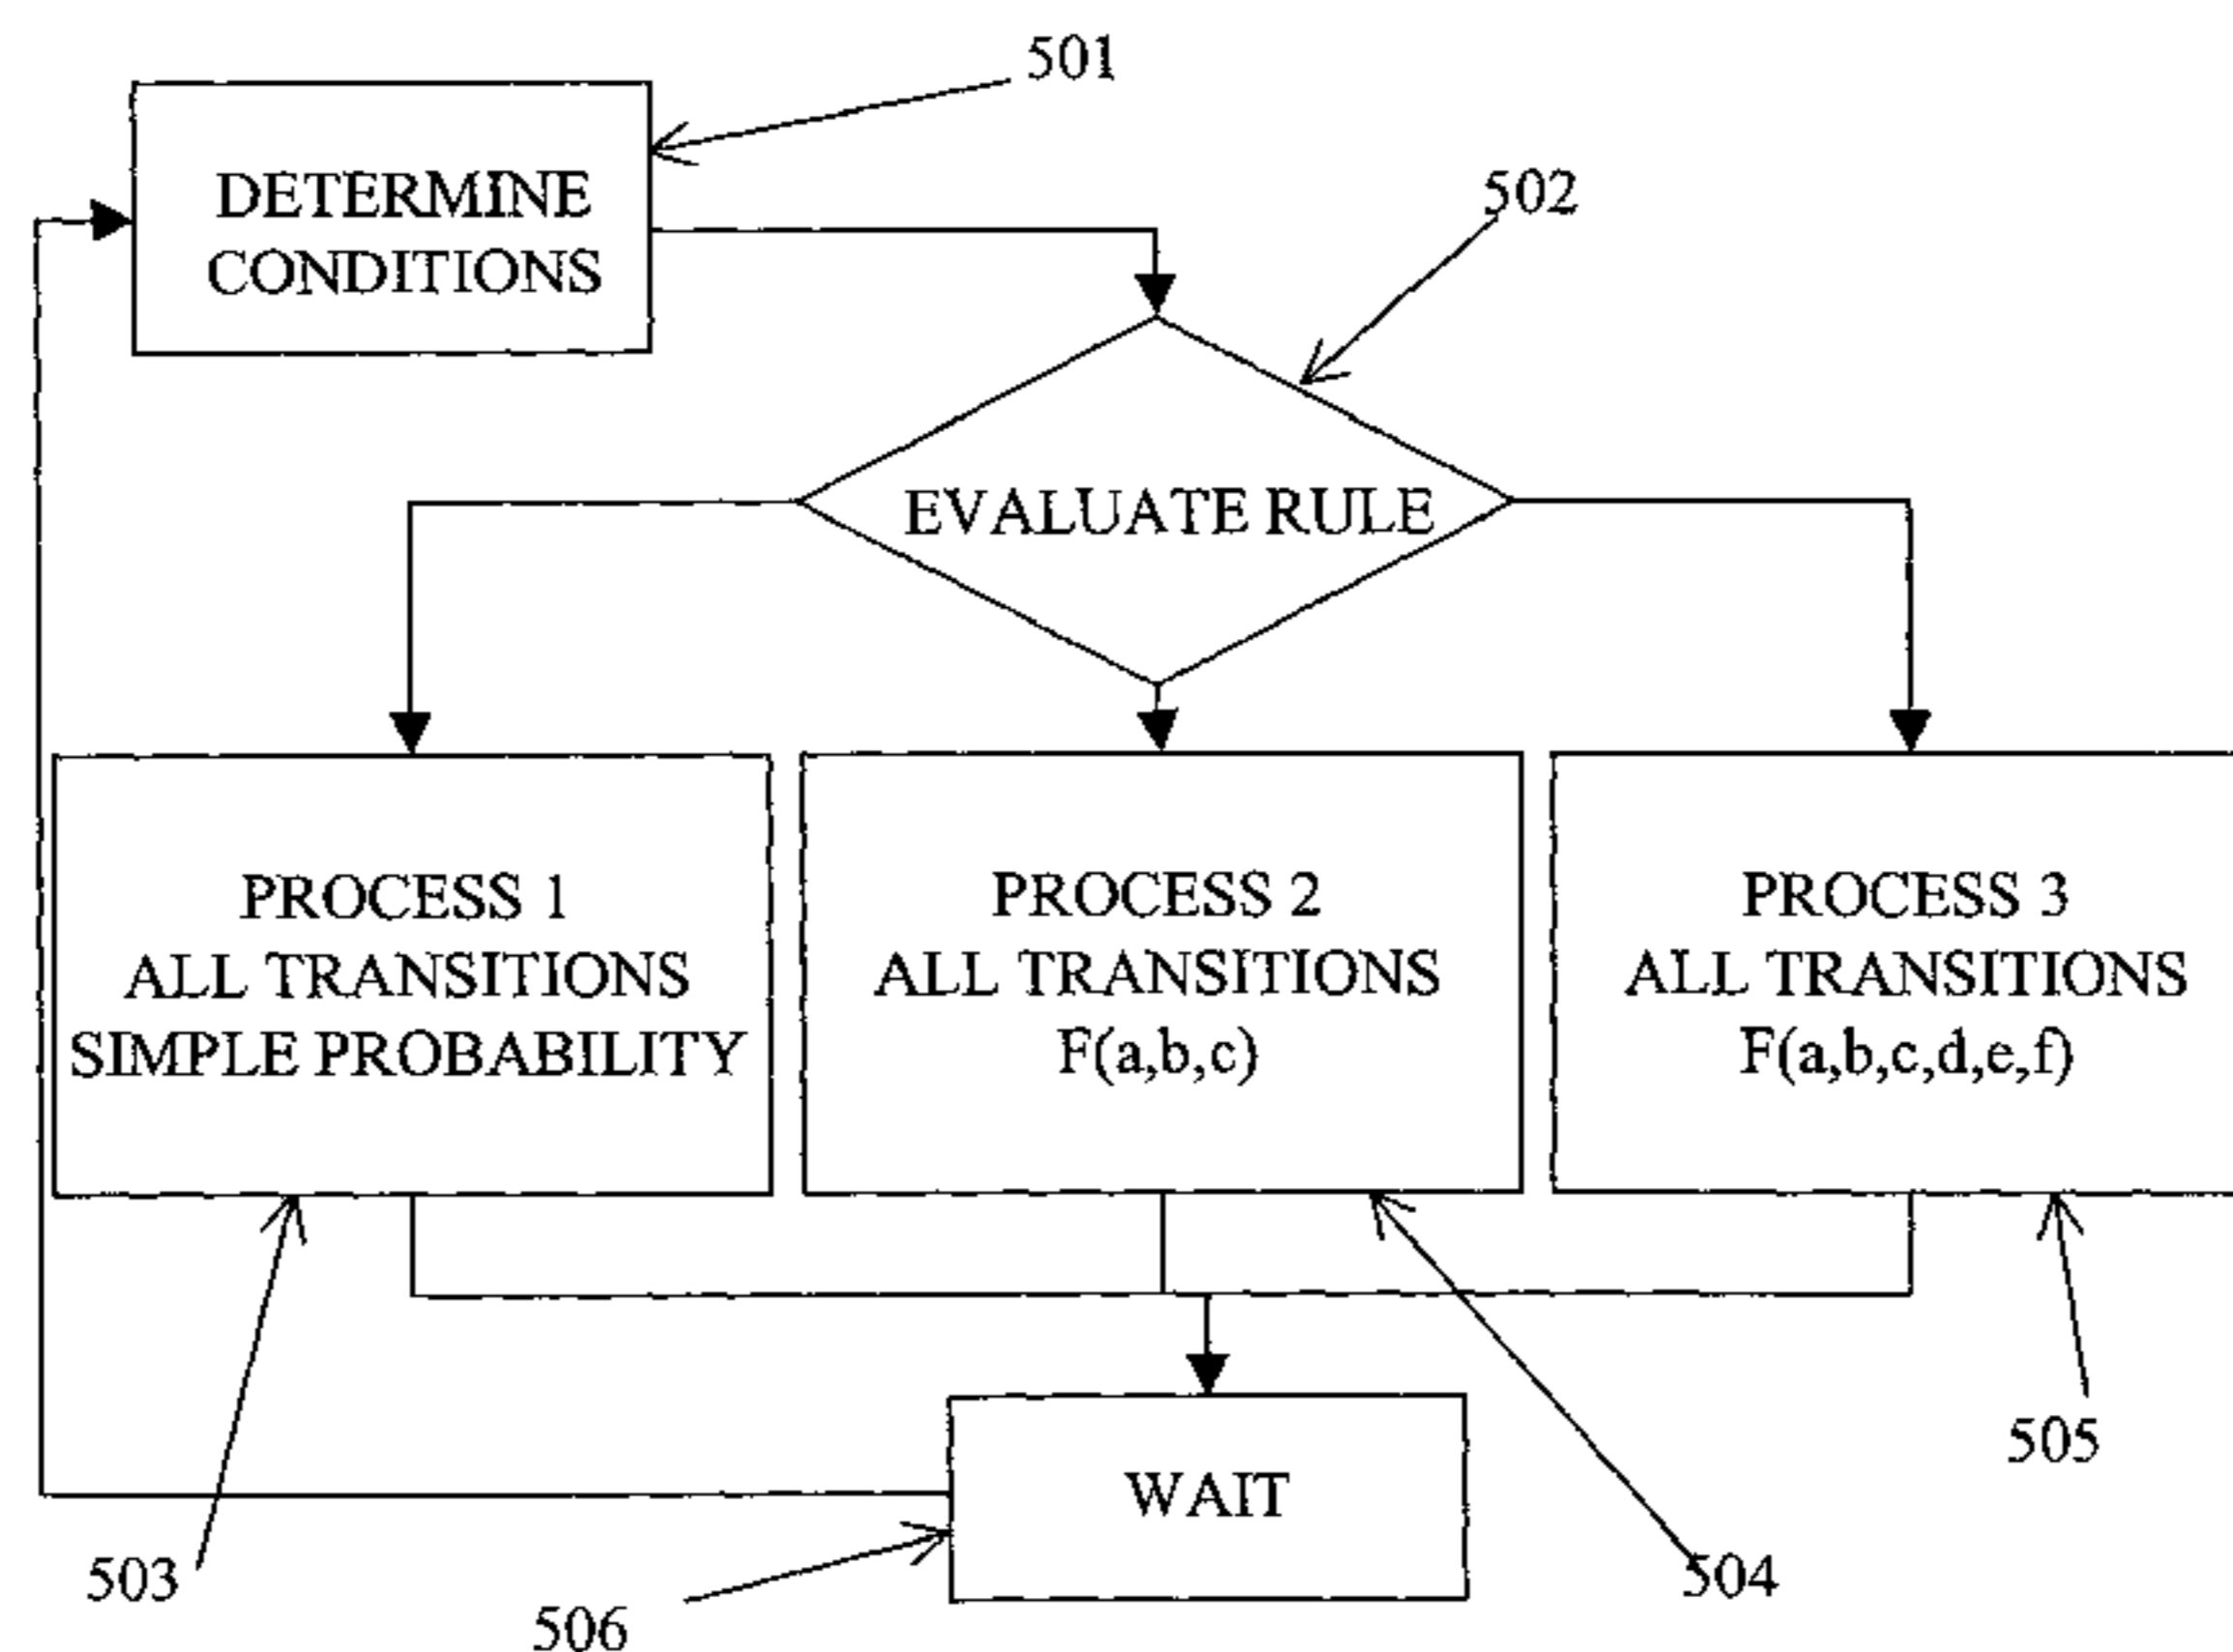 501
DETERMINE
CONDITIONS
502
EVALUATE RULE
PROCESS 1
ALL TRANSITIONS
SIMPLE PROBABILITY
PROCESS 2
ALL TRANSITIONS
F(a,b,c)
PROCESS 3
ALL TRANSITIONS
F(a,b,c,d,e,f)
505
WAIT
503
504
506